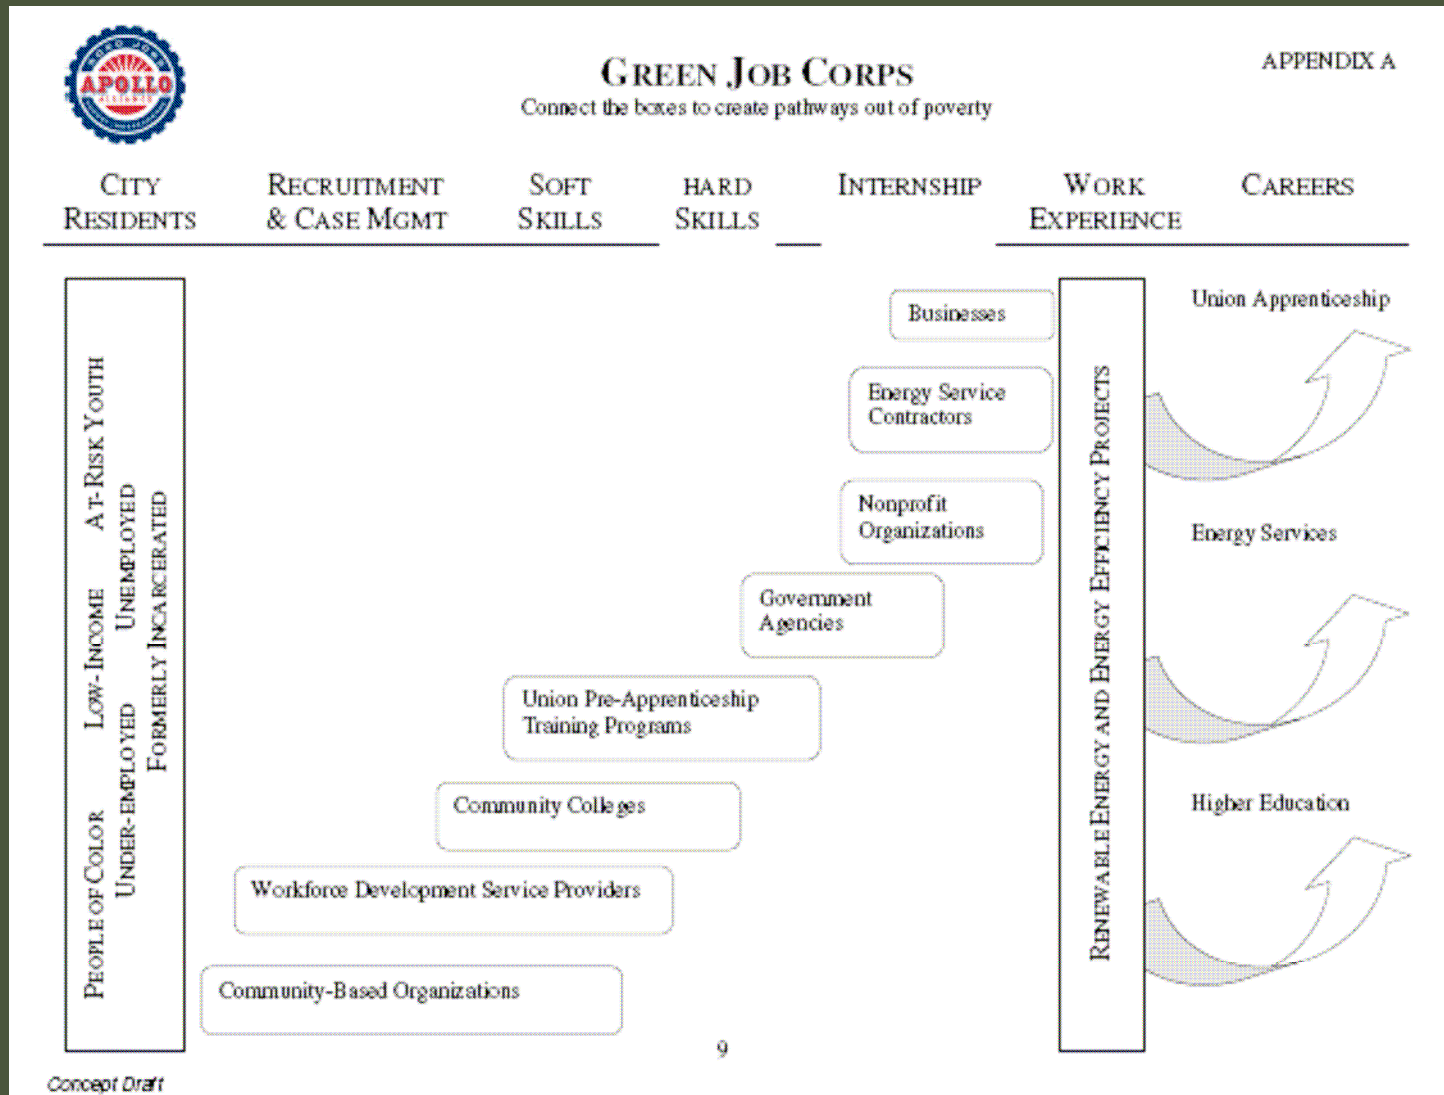 GOOD JOBS
APOLLO
GREEN JOB CORPS
Connect the boxes to create pathways out of poverty
APPENDIX A
CITY
RESIDENTS
RECRUITMENT
& CASE MGMT
SOFT
SKILLS
HARD
SKILLS
INTERNSHIP
WORK
EXPERIENCE
CAREERS
PEOPLE OF COLOR LOW-INCOME AT-RISK YOUTH
UNDER-EMPLOYED UNEMPLOYED
FORMERLY INCARCERATED
Businesses
Energy Service
Contractors
Nonprofit
Organizations
Government
Agencies
Union Pre-Apprenticeship
Training Programs
Community Colleges
Workforce Development Service Providers
Community-Based Organizations
RENEWABLE ENERGY AND ENERGY EFFICIENCY PROJECTS
Union Apprenticeship
Energy Services
Higher Education
9
Concept Draft